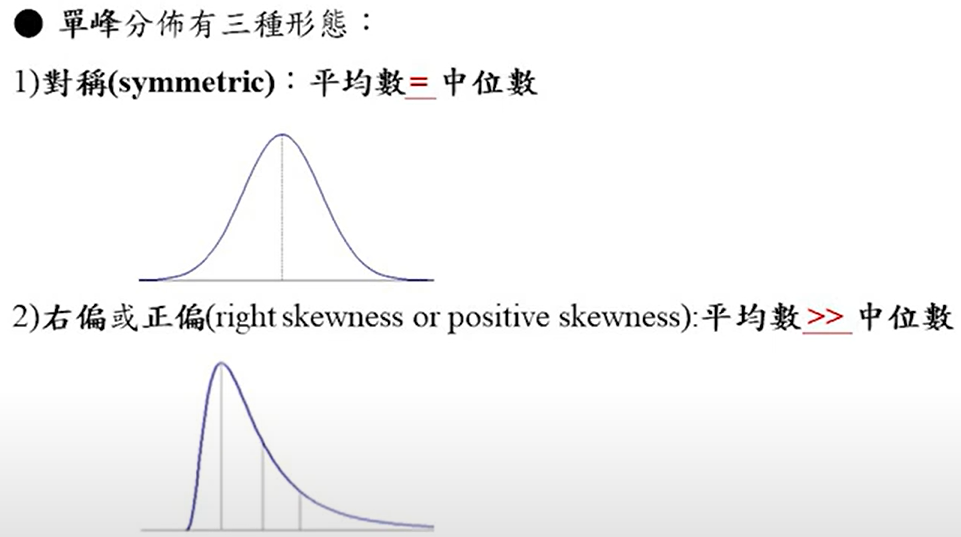 ● 單峰分佈有三種形態：
1)對稱(symmetric)：平均數=中位數
2)右偏或正偏(right skewness or positive skewness):平均數>>中位數